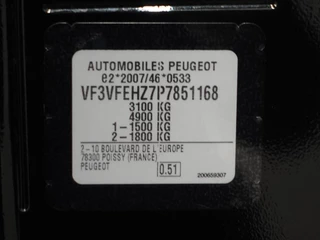 AUTOMOBILES PEUGEOT
e2*2007/46*0533
VF3VFEHZ7P7851168
3100 KG
4900 KG
1-1500 KG
2-1800 KG
2-10 BOULEVARD DE L'EUROPE
78300 POISSY (FRANCE)
PEUGEOT
0.51
200659307